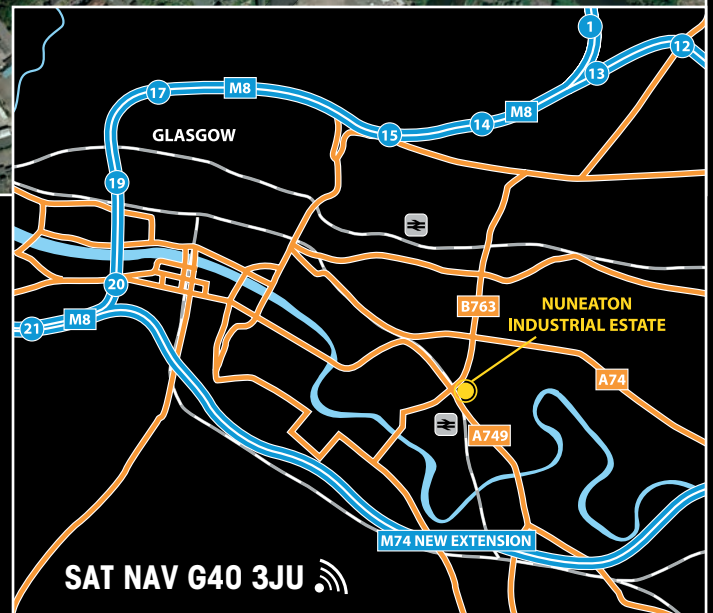 1
12
13
17
M8
M8
14
15
GLASGOW
19
20
B763
NUNEATON
INDUSTRIAL ESTATE
21
M8
A74
A749
M74 NEW EXTENSION
SAT NAV G40 3JU